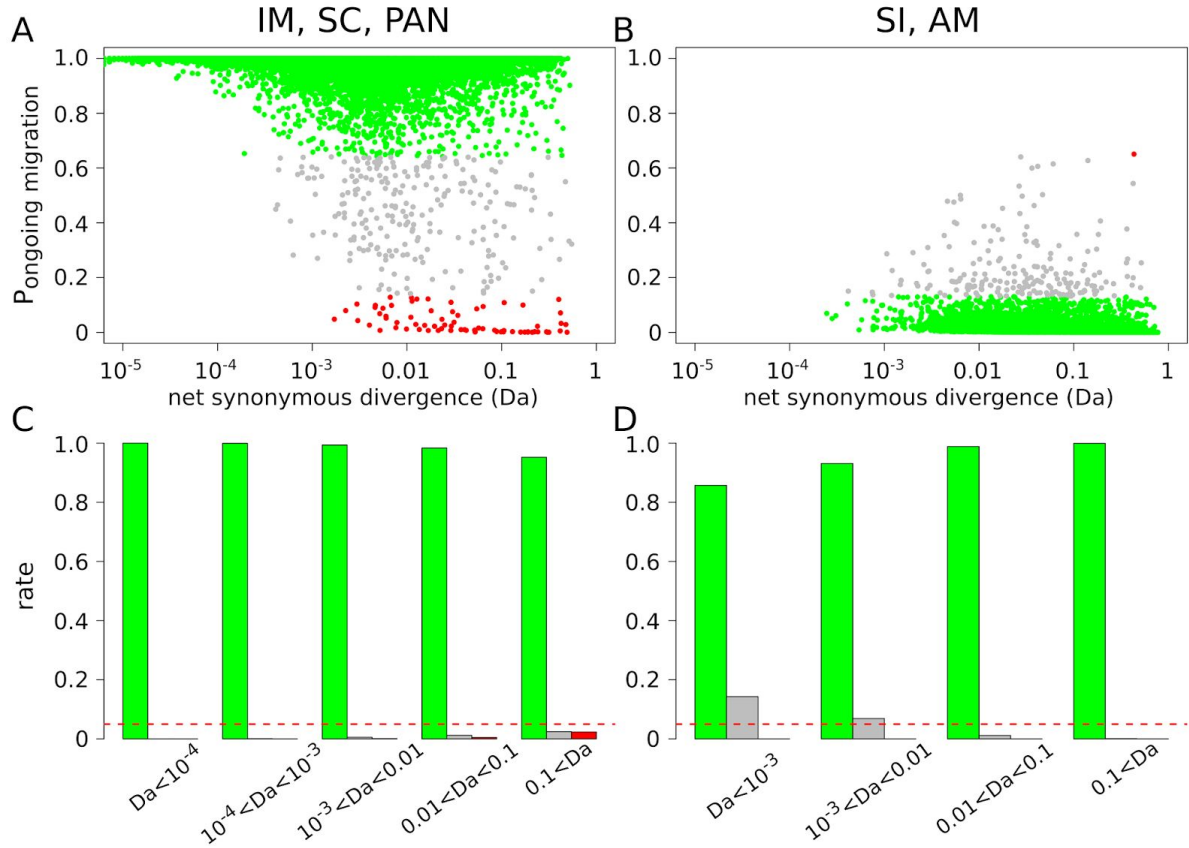 A
IM, SC, PAN
B
SI, AM
1.0
0.8
0.6
0.4
0.2
0
Pongoing migration
10-5
10-4
10-3
0.01
0.1
1
net synonymous divergence (Da)
1.0
0.8
0.6
0.4
0.2
0
10-5
10-4
10-3
0.01
0.1
1
net synonymous divergence (Da)
C
1.0
0.8
0.6
0.4
0.2
0
rate
Da<10-4
10-4<Da<10-3
10-3<Da<0.01
0.01<Da<0.1
0.1<Da
D
1.0
0.8
0.6
0.4
0.2
0
Da<10-3
10-3<Da<0.01
0.01<Da<0.1
0.1<Da